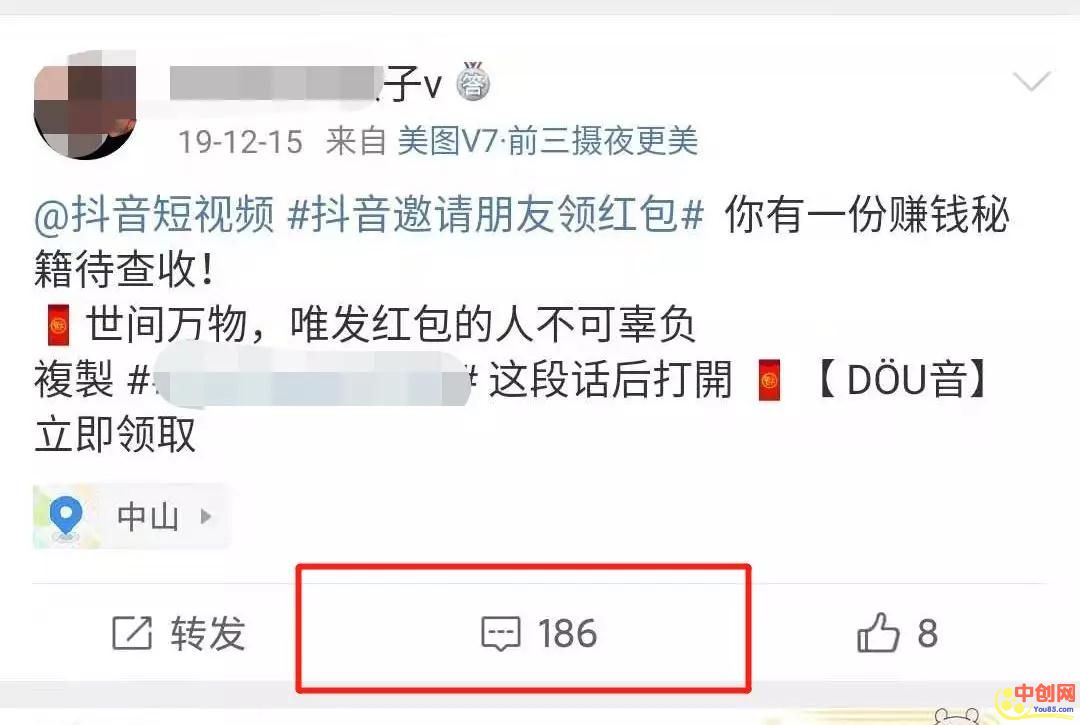 子v 答
19-12-15 来自 美图V7·前三摄夜更美
@抖音短视频 #抖音邀请朋友领红包# 你有一份赚钱秘
籍待查收！
世间万物，唯发红包的人不可辜负
複製 # # 这段话后打開 【 DÖU音】
立即领取
中山
转发 186 8
中创网
You85.com